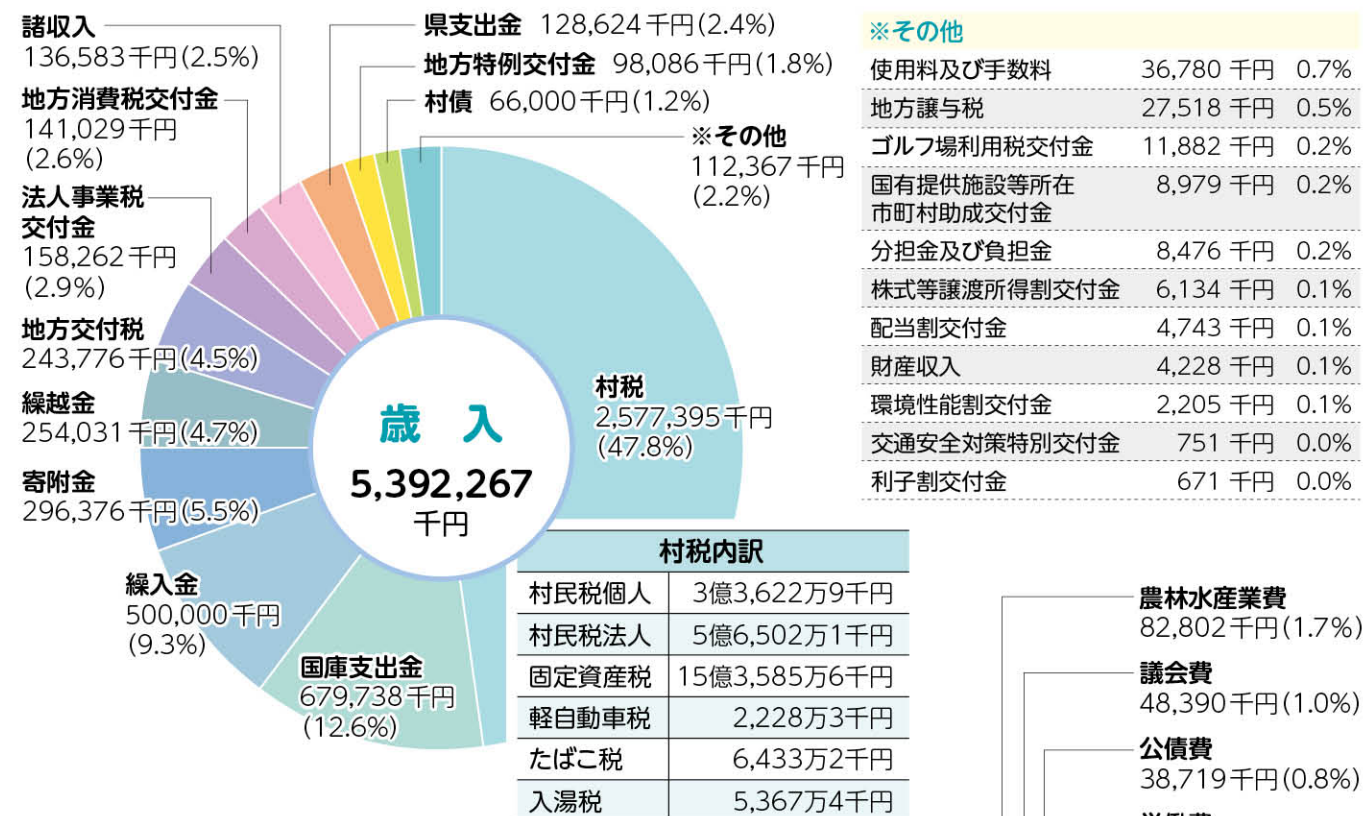 諸収入
136,583千円(2.5%)
地方消費税交付金
141,029千円
(2.6%)
法人事業税
交付金
158,262千円
(2.9%)
地方交付税
243,776千円(4.5%)
繰越金
254,031千円(4.7%)
寄附金
296,376千円(5.5%)
繰入金
500,000千円
(9.3%)
国庫支出金
679,738千円
(12.6%)
県支出金 128,624千円(2.4%)
地方特例交付金 98,086千円(1.8%)
村債 66,000千円(1.2%)
※その他
112,367千円
(2.2%)
村税
2,577,395千円
(47.8%)
歳 入
5,392,267
千円
村税内訳
村民税個人 3億3,622万9千円
村民税法人 5億6,502万1千円
固定資産税 15億3,585万6千円
軽自動車税 2,228万3千円
たばこ税 6,433万2千円
入湯税 5,367万4千円
※その他
使用料及び手数料 36,780 千円 0.7%
地方譲与税 27,518 千円 0.5%
ゴルフ場利用税交付金 11,882 千円 0.2%
国有提供施設等所在 8,979 千円 0.2%
市町村助成交付金
分担金及び負担金 8,476 千円 0.2%
株式等譲渡所得割交付金 6,134 千円 0.1%
配当割交付金 4,743 千円 0.1%
財産収入 4,228 千円 0.1%
環境性能割交付金 2,205 千円 0.1%
交通安全対策特別交付金 751 千円 0.0%
利子割交付金 671 千円 0.0%
農林水産業費
82,802千円(1.7%)
議会費
48,390千円(1.0%)
公債費
38,719千円(0.8%)